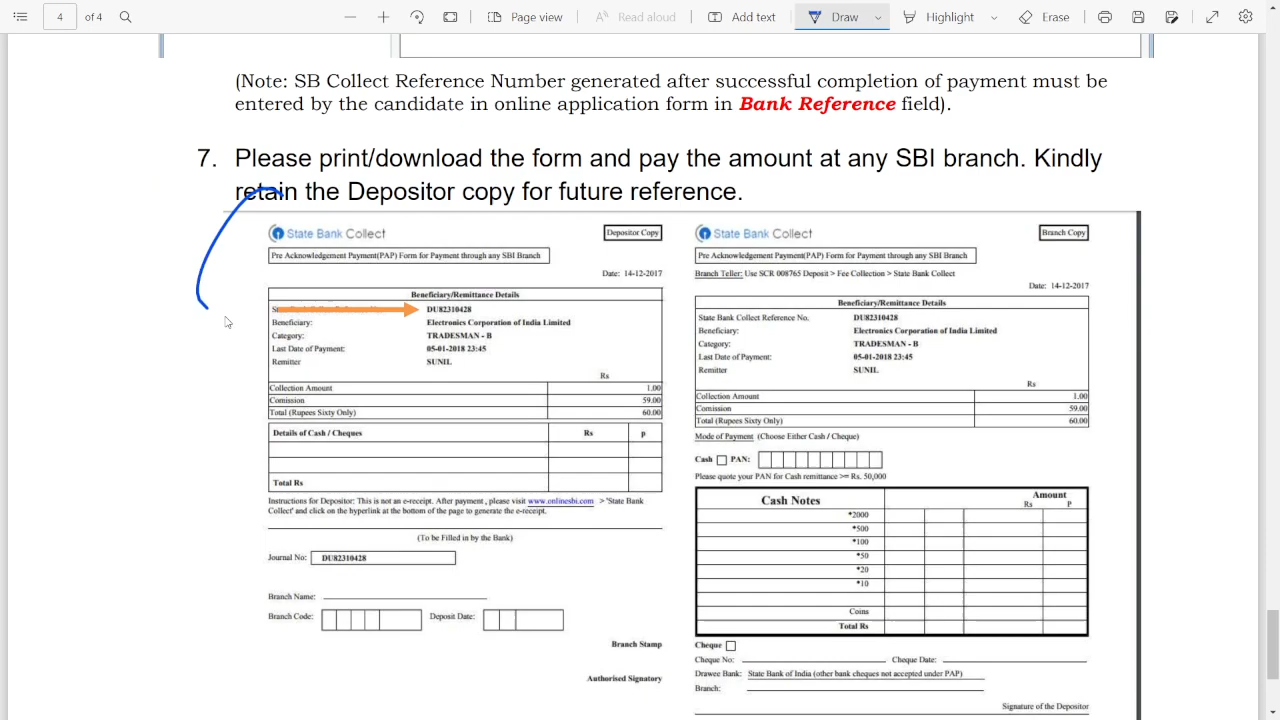 4 of 4 Page view Read aloud Add text Draw Highlight Erase
(Note: SB Collect Reference Number generated after successful completion of payment must be
entered by the candidate in online application form in Bank Reference field).
7. Please print/download the form and pay the amount at any SBI branch. Kindly
retain the Depositor copy for future reference.
State Bank Collect Depositor Copy
Pre Acknowledgement Payment(PAP) Form for Payment through any SBI Branch
Date: 14-12-2017
Beneficiary/Remittance Details
DU82310428
Beneficiary: Electronics Corporation of India Limited
Category: TRADESMAN - B
Last Date of Payment: 05-01-2018 23:45
Remitter SUNIL
Rs
Collection Amount 1.00
Comission 59.00
Total (Rupees Sixty Only) 60.00
Details of Cash / Cheques Rs p
Total Rs
Instructions for Depositor: This is not an e-receipt. After payment , please visit www.onlinesbi.com > 'State Bank
Collect' and click on the hyperlink at the bottom of the page to generate the e-receipt.
(To be Filled in by the Bank)
Journal No: DU82310428
Branch Name:
Branch Code: Deposit Date:
Branch Stamp
Authorised Signatory
State Bank Collect Branch Copy
Pre Acknowledgement Payment(PAP) Form for Payment through any SBI Branch
Branch Teller: Use SCR 008765 Deposit > Fee Collection > State Bank Collect
Date: 14-12-2017
Beneficiary/Remittance Details
State Bank Collect Reference No. DU82310428
Beneficiary: Electronics Corporation of India Limited
Category: TRADESMAN - B
Last Date of Payment: 05-01-2018 23:45
Remitter SUNIL
Rs
Collection Amount 1.00
Comission 59.00
Total (Rupees Sixty Only) 60.00
Mode of Payment (Choose Either Cash / Cheque)
Cash PAN:
Please quote your PAN for Cash remittance >= Rs. 50,000
Cash Notes Amount
Rs P
*2000
*500
*100
*50
*20
*10
Coins
Total Rs
Cheque
Cheque No: Cheque Date:
Drawee Bank: State Bank of India (other bank cheques not accepted under PAP)
Branch:
Signature of the Depositor